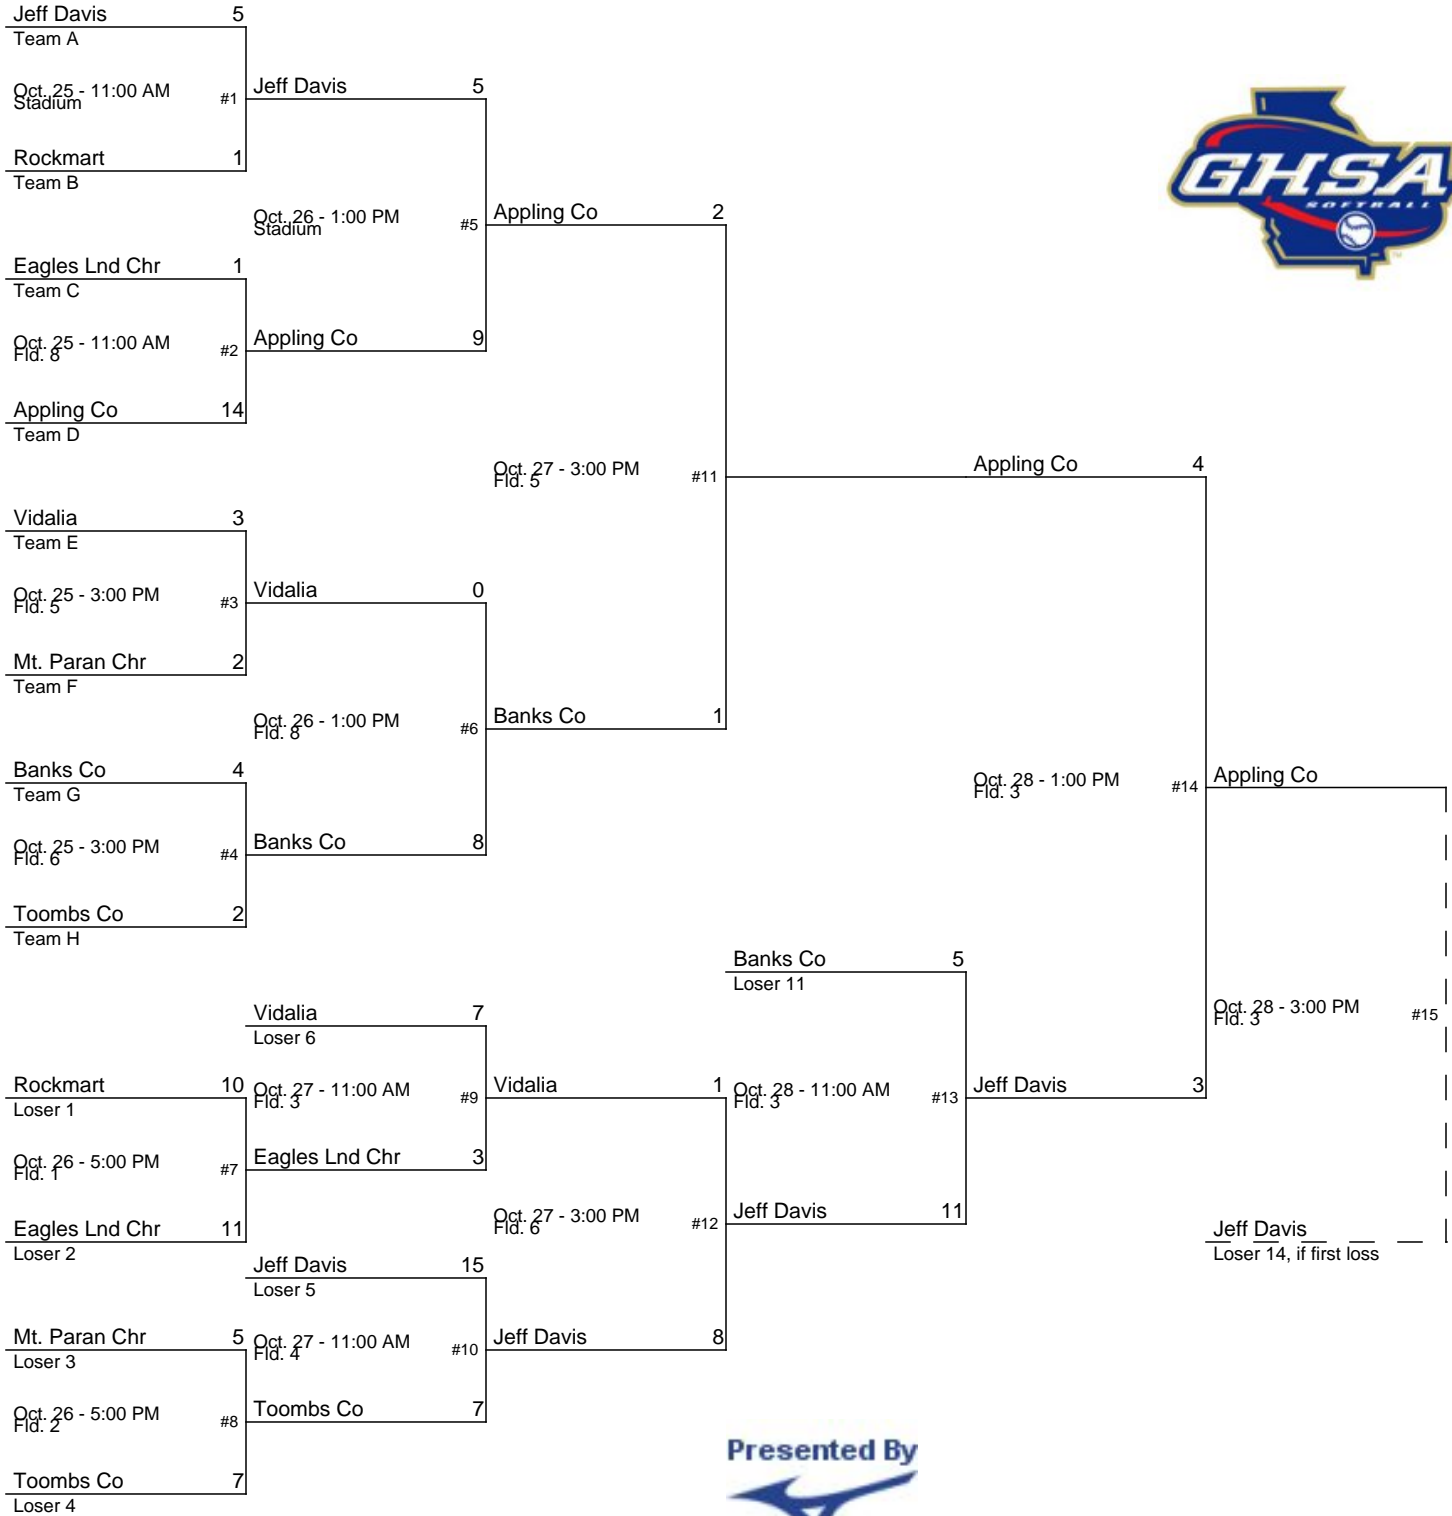 Jeff Davis 5
Team A
Oct. 25 - 11:00 AM
Stadium
#1
Rockmart 1
Team B
Jeff Davis 5
Oct. 26 - 1:00 PM
Stadium
#5
Eagles Lnd Chr 1
Team C
Oct. 25 - 11:00 AM
Fld. 8
#2
Appling Co 9
Appling Co 14
Team D
Appling Co 2
Oct. 27 - 3:00 PM
Fld. 5
#11
Vidalia 3
Team E
Oct. 25 - 3:00 PM
Fld. 5
#3
Vidalia 0
Mt. Paran Chr 2
Team F
Oct. 26 - 1:00 PM
Fld. 8
#6
Banks Co 1
Banks Co 4
Team G
Oct. 25 - 3:00 PM
Fld. 6
#4
Banks Co 8
Toombs Co 2
Team H
GHSA
SOFTBALL
TM
Appling Co 4
Oct. 28 - 1:00 PM
Fld. 3
#14
Appling Co
Banks Co 5
Loser 11
Vidalia 7
Loser 6
Rockmart 10
Loser 1
Oct. 27 - 11:00 AM
Fld. 3
#9
Vidalia 1
Oct. 28 - 11:00 AM
Fld. 3
#13
Jeff Davis 3
Oct. 28 - 3:00 PM
Fld. 3
#15
Oct. 26 - 5:00 PM
Fld. 1
#7
Eagles Lnd Chr 3
Eagles Lnd Chr 11
Loser 2
Oct. 27 - 3:00 PM
Fld. 6
#12
Jeff Davis 11
Jeff Davis
Loser 14, if first loss
Jeff Davis 15
Loser 5
Mt. Paran Chr 5
Loser 3
Oct. 27 - 11:00 AM
Fld. 4
#10
Jeff Davis 8
Oct. 26 - 5:00 PM
Fld. 2
#8
Toombs Co 7
Toombs Co 7
Loser 4
Presented By